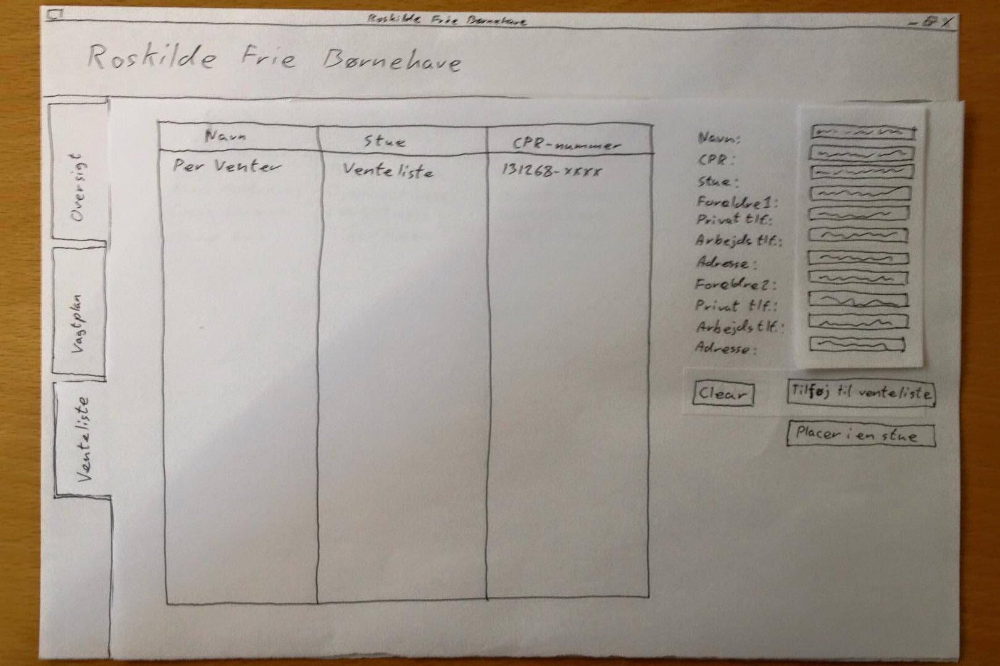 Roskilde Frie Børnehave
Roskilde Frie Børnehave
Oversigt
Vagtplan
Venteliste
Navn
Stue
CPR-nummer
Per Venter
Venteliste
131268-xxxx
Navn:
CPR:
Stue:
Forældre1:
Privat tlf.:
Arbejds tlf.:
Adresse:
Forældre2:
Privat tlf.:
Arbejds tlf.:
Adresse:
Clear
Tilføj til venteliste
Placer i en stue